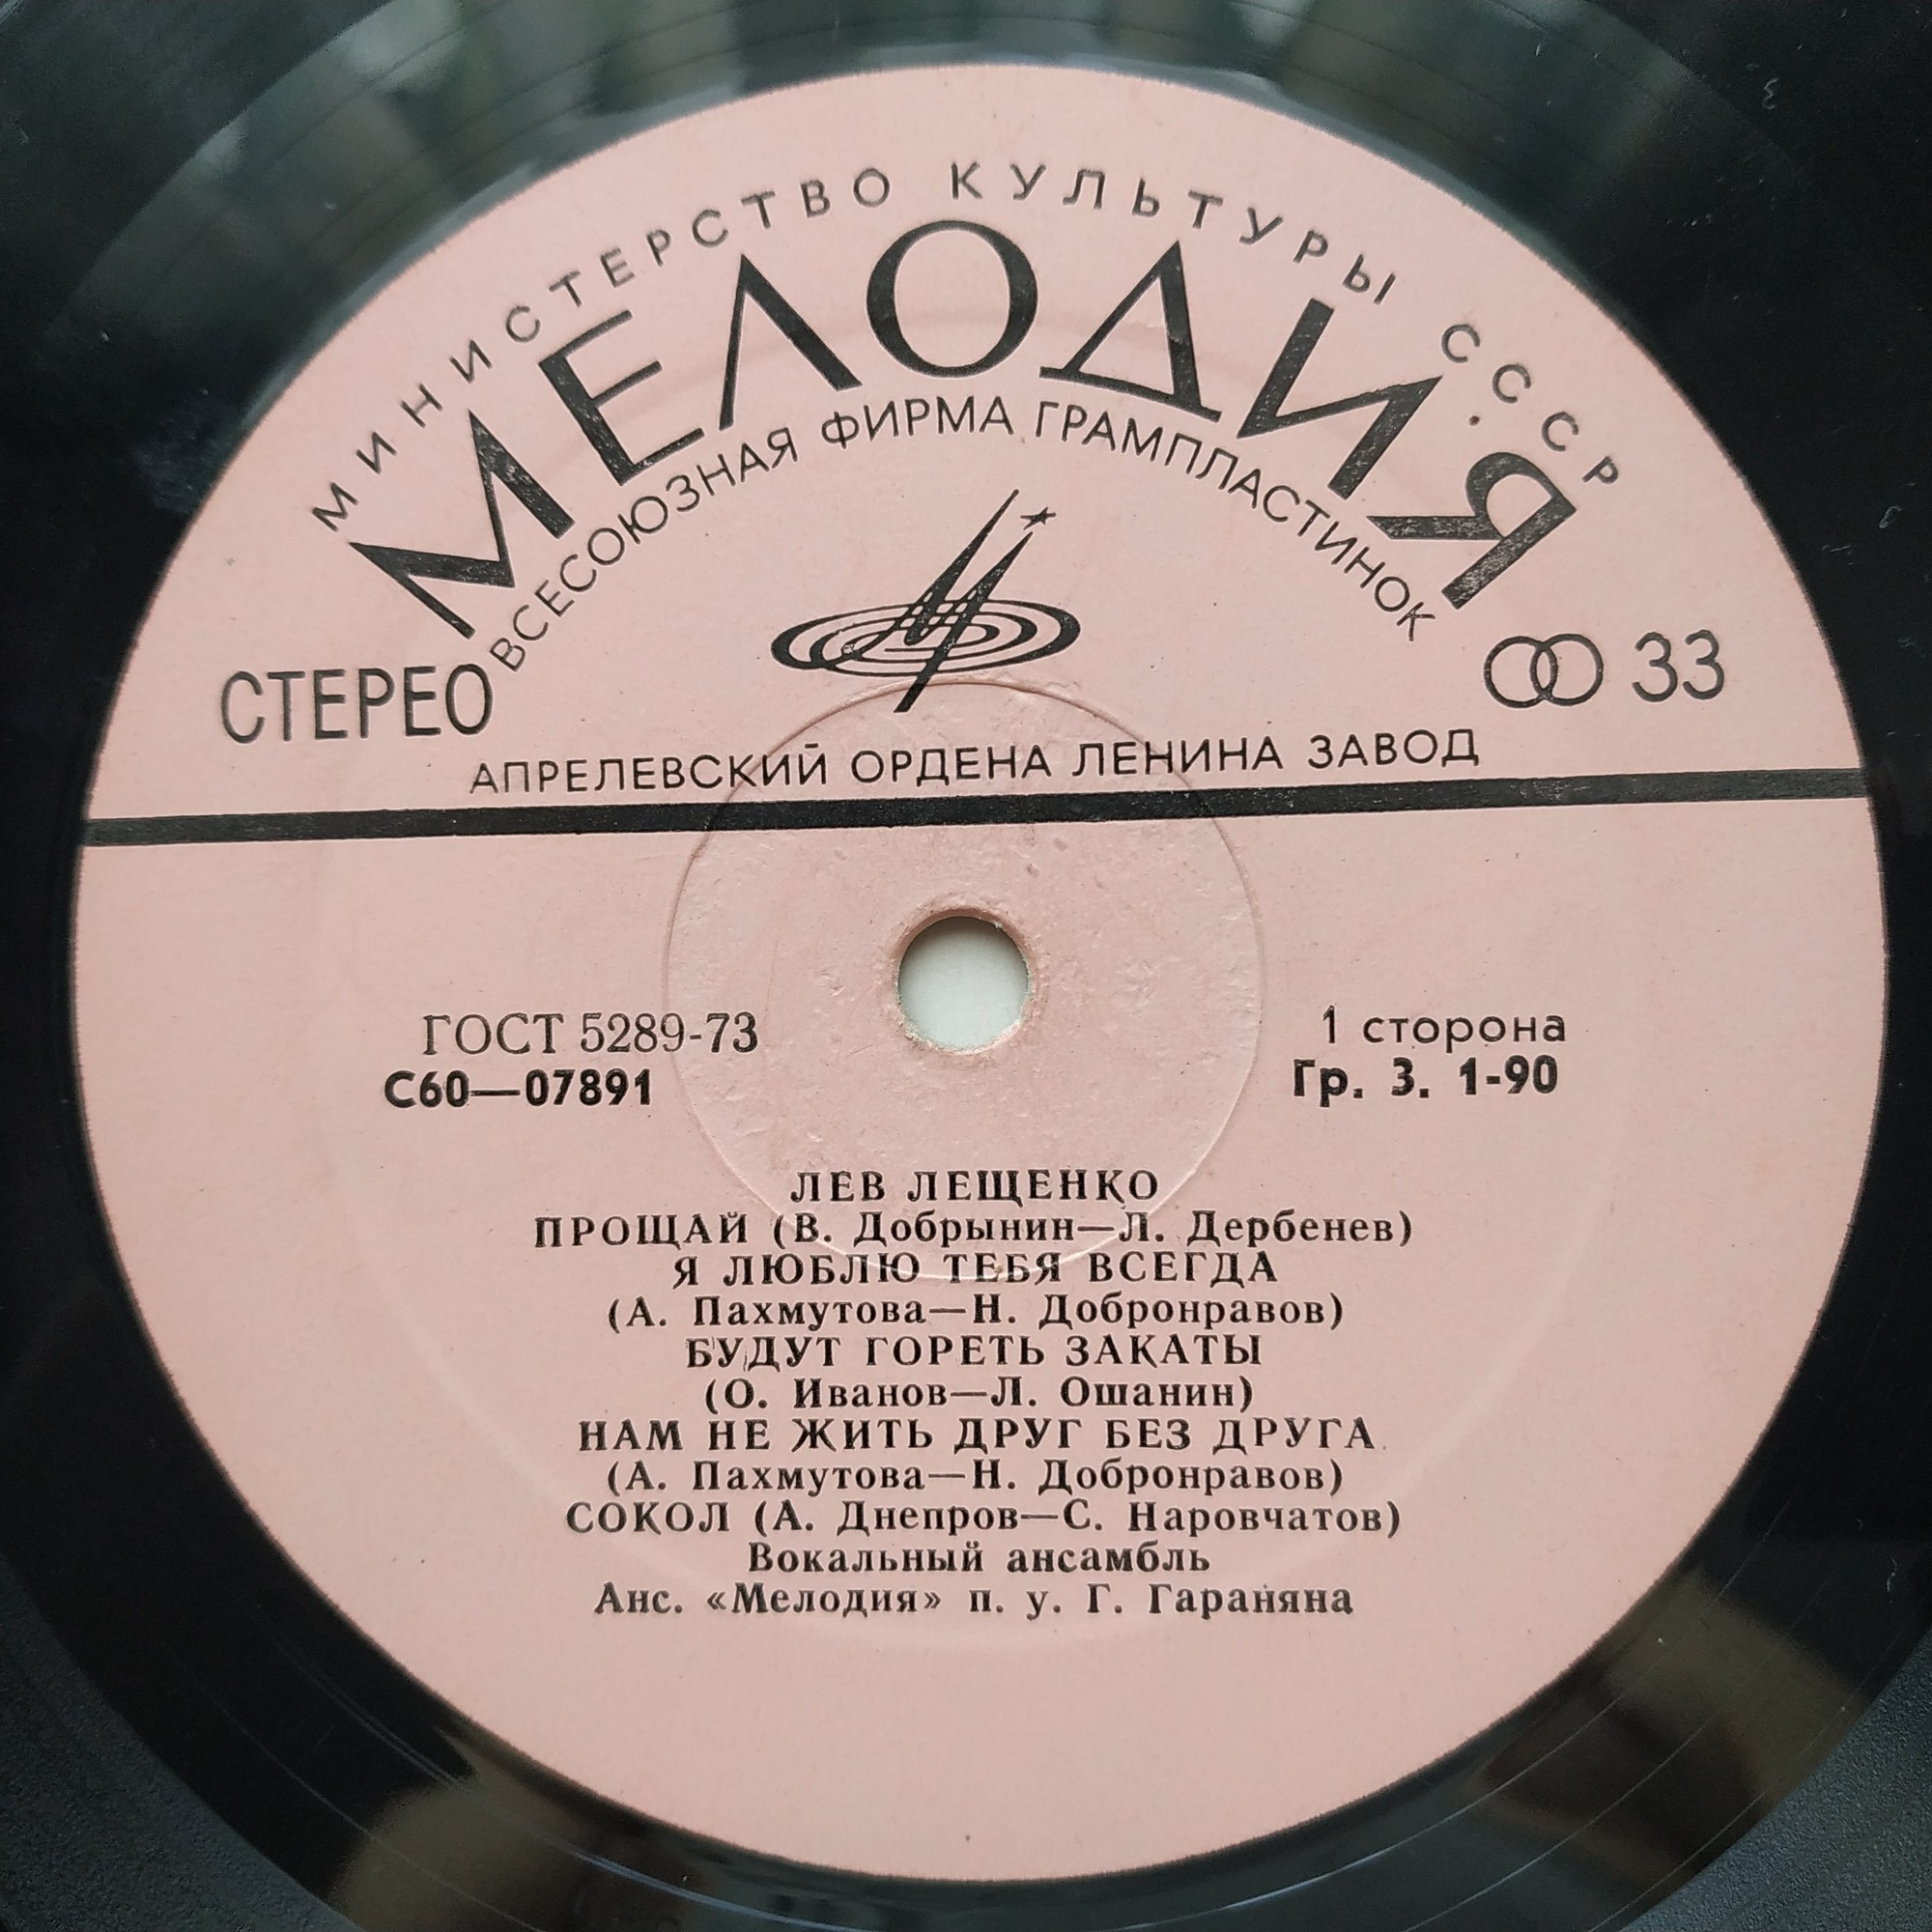 МИНИСТЕРСТВО КУЛЬТУРЫ СССР
МЕЛОДИЯ
ВСЕСОЮЗНАЯ ФИРМА ГРАМПЛАСТИНОК
СТЕРЕО
33
АПРЕЛЕВСКИЙ ОРДЕНА ЛЕНИНА ЗАВОД
ГОСТ 5289-73
С60—07891
1 сторона
Гр. 3. 1-90
ЛЕВ ЛЕЩЕНКО
ПРОЩАЙ (В. Добрынин—Л. Дербенев)
Я ЛЮБЛЮ ТЕБЯ ВСЕГДА
(А. Пахмутова—Н. Добронравов)
БУДУТ ГОРЕТЬ ЗАКАТЫ
(О. Иванов—Л. Ошанин)
НАМ НЕ ЖИТЬ ДРУГ БЕЗ ДРУГА
(А. Пахмутова—Н. Добронравов)
СОКОЛ (А. Днепров—С. Наровчатов)
Вокальный ансамбль
Анс. «Мелодия» п. у. Г. Гараняна